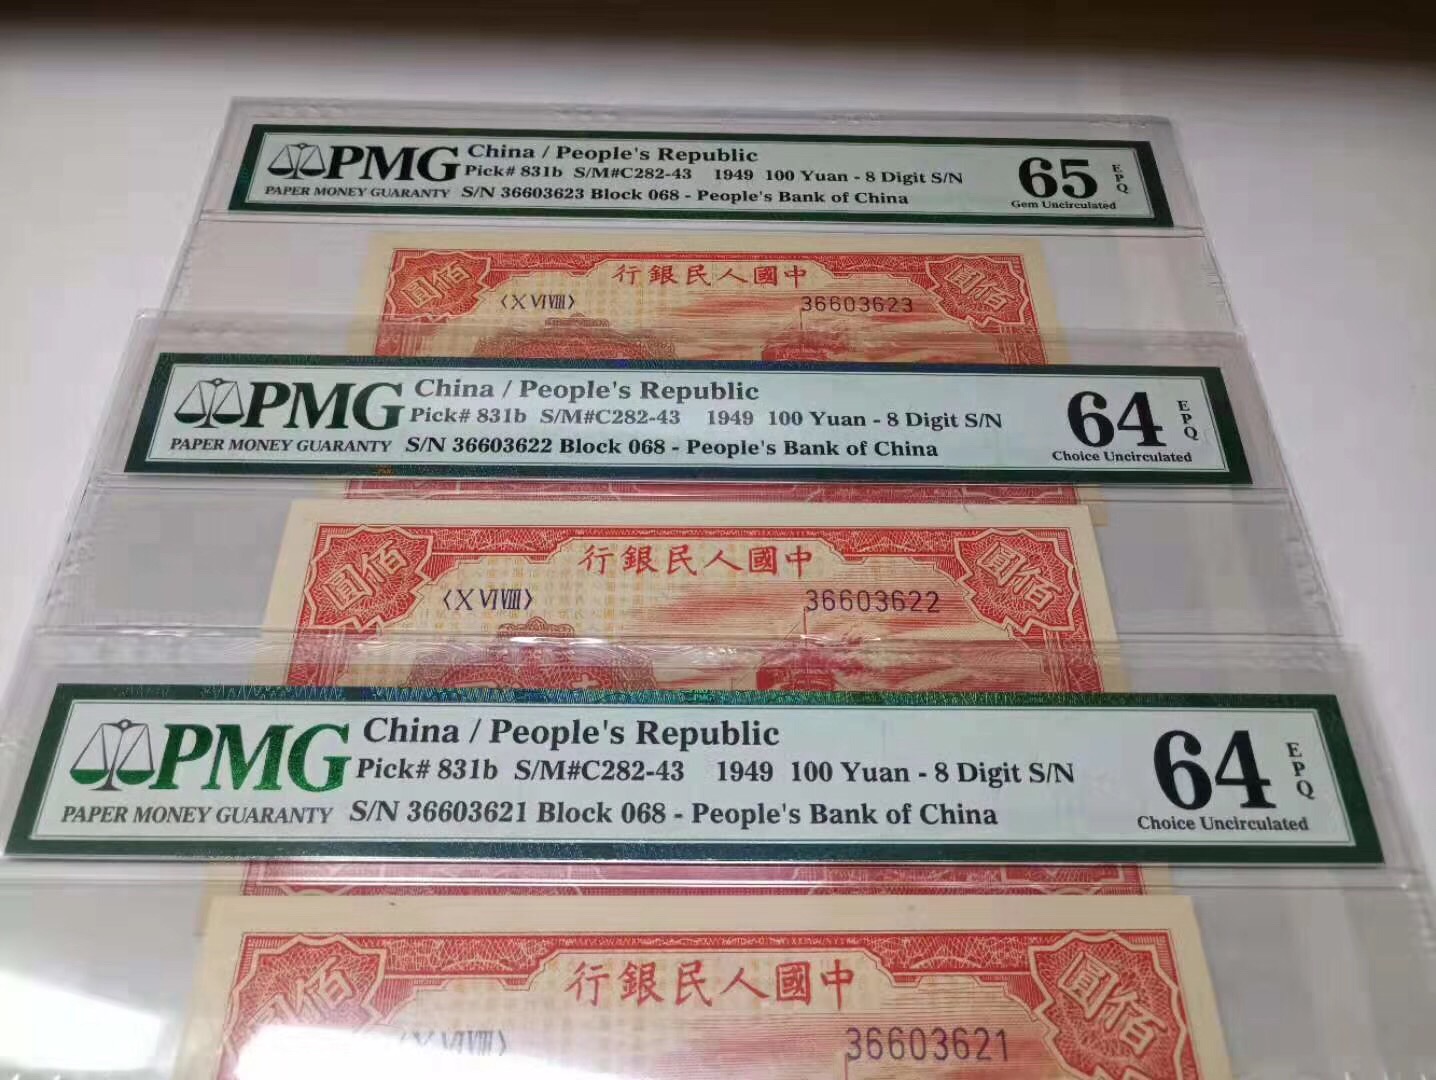 PMG
PAPER MONEY GUARANTY
China / People's Republic
Pick# 831b S/M#C282-43 1949 100 Yuan - 8 Digit S/N
S/N 36603623 Block 068 - People's Bank of China
65 EPQ
Gem Uncirculated
行銀民人國中
圓佰
圓佰
〈X VI VIII〉
36603623
PMG
PAPER MONEY GUARANTY
China / People's Republic
Pick# 831b S/M#C282-43 1949 100 Yuan - 8 Digit S/N
S/N 36603622 Block 068 - People's Bank of China
64 EPQ
Choice Uncirculated
行銀民人國中
圓佰
圓佰
〈X VI VIII〉
36603622
PMG
PAPER MONEY GUARANTY
China / People's Republic
Pick# 831b S/M#C282-43 1949 100 Yuan - 8 Digit S/N
S/N 36603621 Block 068 - People's Bank of China
64 EPQ
Choice Uncirculated
行銀民人國中
圓佰
圓佰
〈X VI VIII〉
36603621